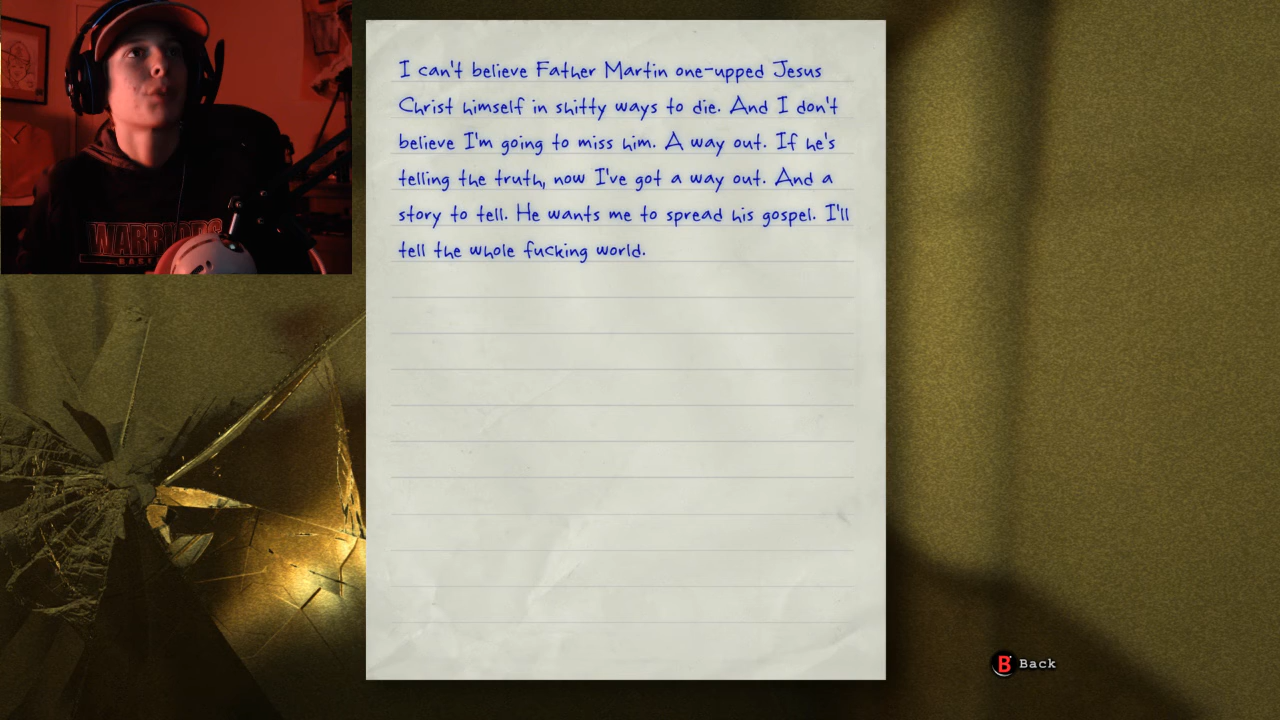 I can't believe Father Martin one-upped Jesus
Christ himself in shitty ways to die. And I don't
believe I'm going to miss him. A way out. If he's
telling the truth, now I've got a way out. And a
story to tell. He wants me to spread his gospel. I'll
tell the whole fucking world.
WARRIORS
B Back